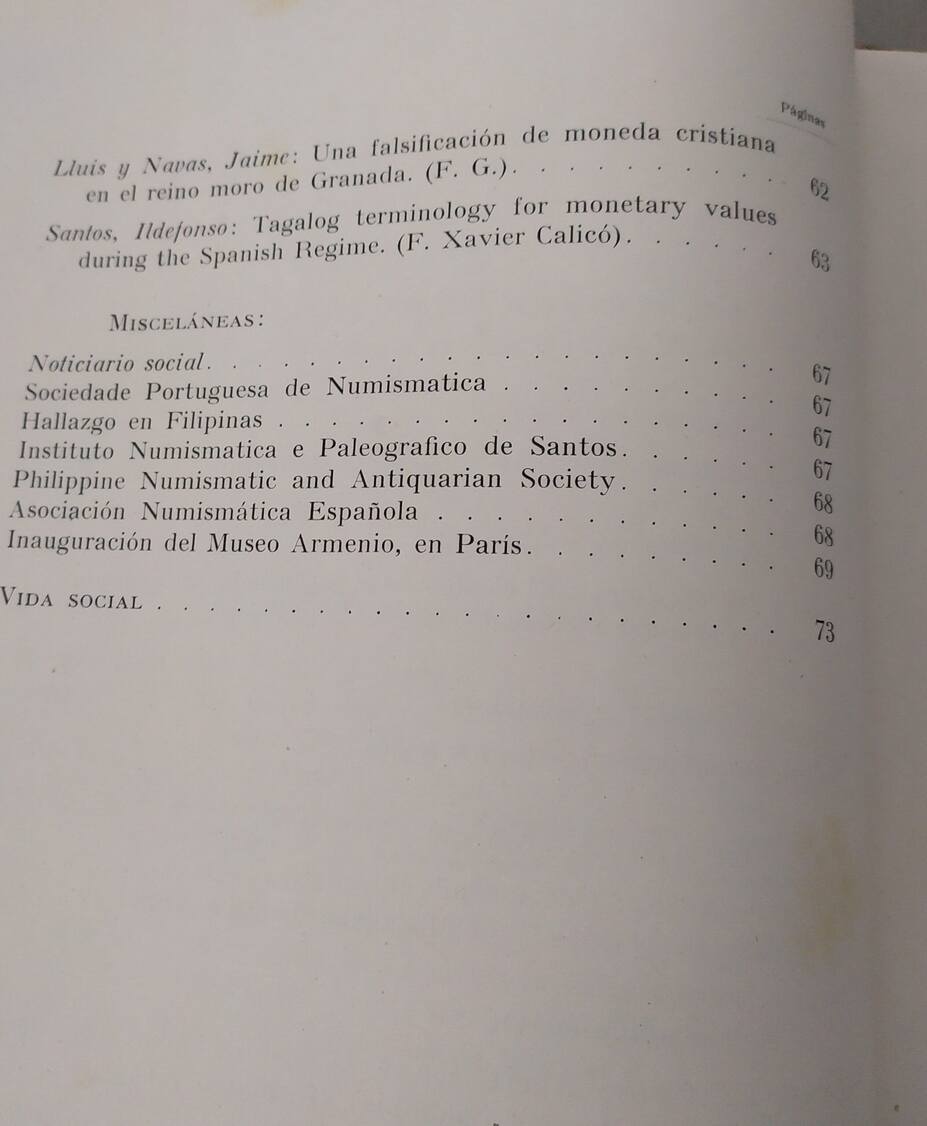 Páginas
Lluis y Navas, Jaime: Una falsificación de moneda cristiana
en el reino moro de Granada. (F. G.). . . . . . . . . . 62
Santos, Ildefonso: Tagalog terminology for monetary values
during the Spanish Regime. (F. Xavier Calicó). . . . . . 63
MISCELÁNEAS:
Noticiario social. . . . . . . . . . . . . . . . . . . . . . 67
Sociedade Portuguesa de Numismatica . . . . . . . . . . 67
Hallazgo en Filipinas . . . . . . . . . . . . . . . . . . 67
Instituto Numismatica e Paleografico de Santos. . . . . . 67
Philippine Numismatic and Antiquarian Society. . . . . . 68
Asociación Numismática Española . . . . . . . . . . . . 68
Inauguración del Museo Armenio, en París. . . . . . . . . 69
VIDA SOCIAL . . . . . . . . . . . . . . . . . . . . . . 73